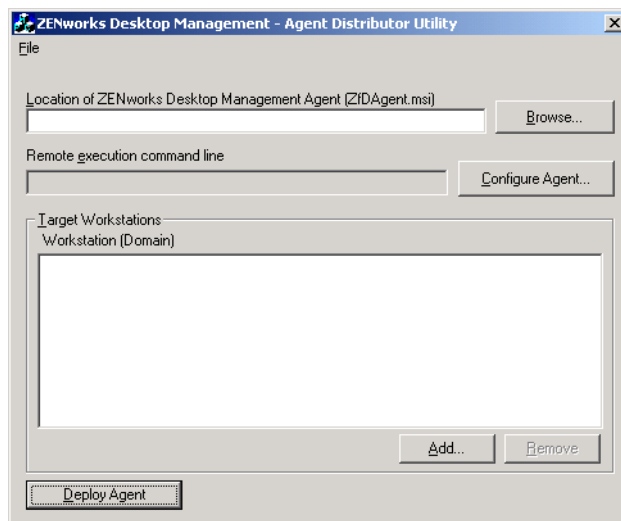 ZENworks Desktop Management - Agent Distributor Utility
File
Location of ZENworks Desktop Management Agent (ZfDAgent.msi)
Browse...
Remote execution command line
Configure Agent...
Target Workstations
Workstation (Domain)
Add...
Remove
Deploy Agent